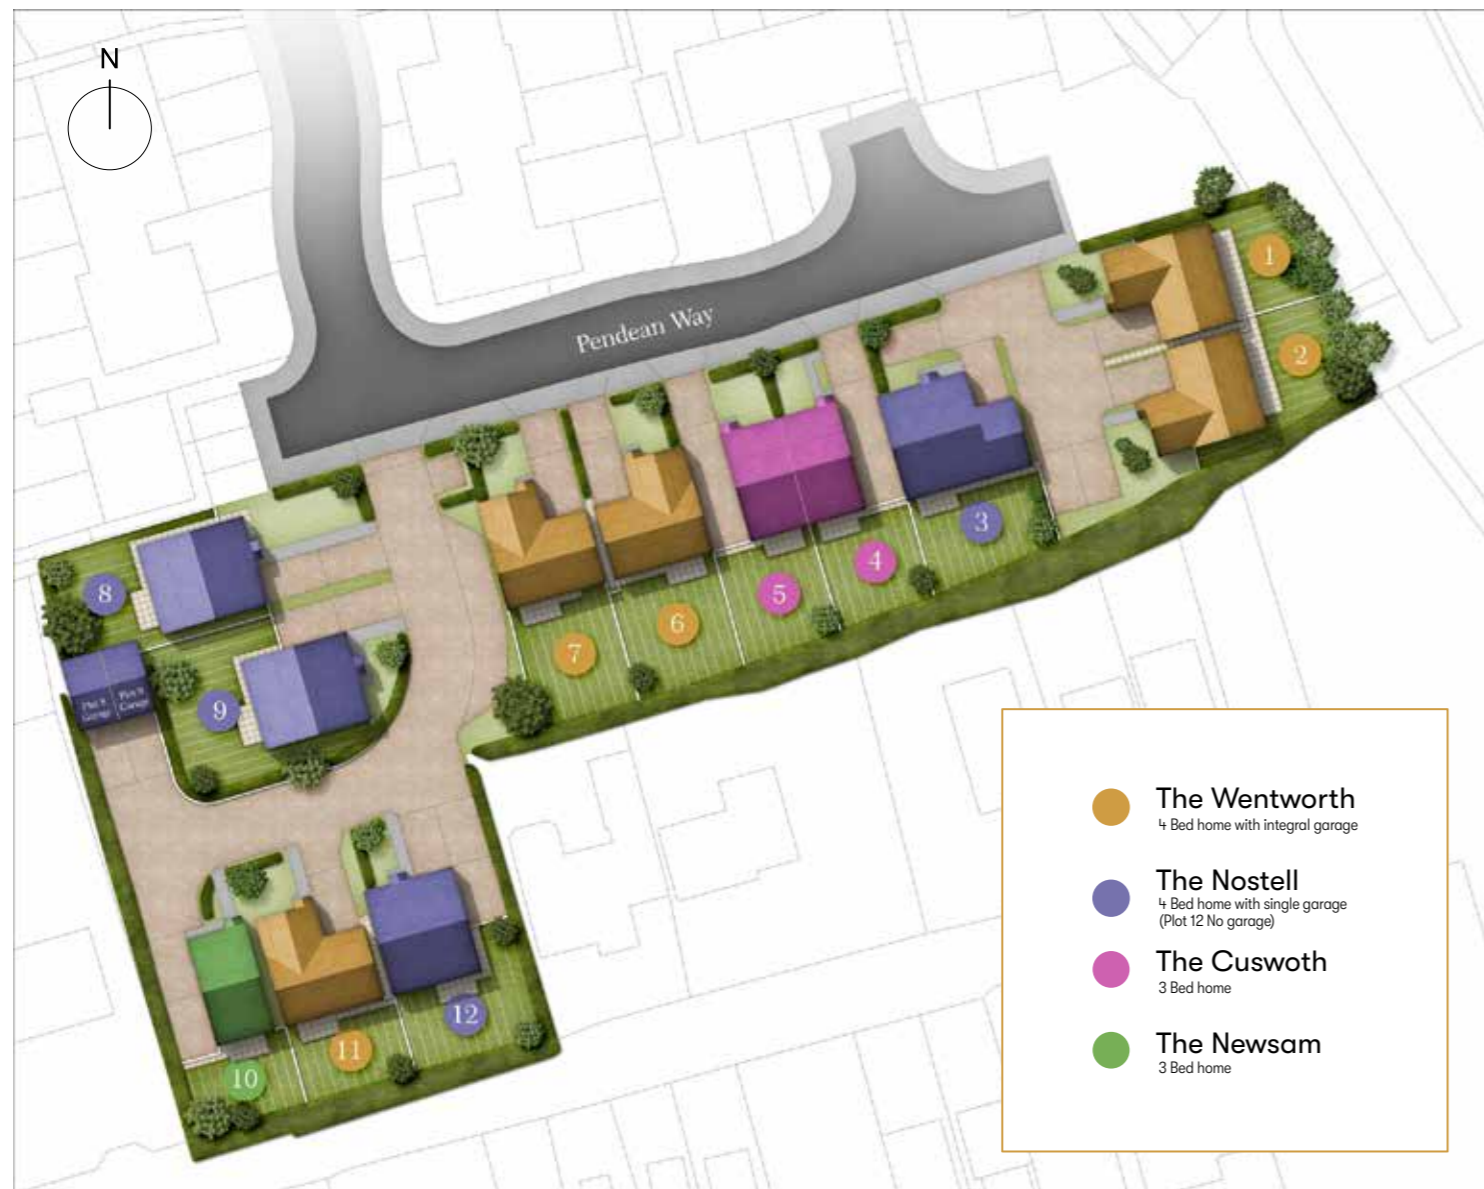 N
Pendean Way
1
2
3
4
5
6
7
8
9
Garage
Garage
10
11
12
The Wentworth
4 Bed home with integral garage
The Nostell
4 Bed home with single garage
(Plot 12 No garage)
The Cuswoth
3 Bed home
The Newsam
3 Bed home